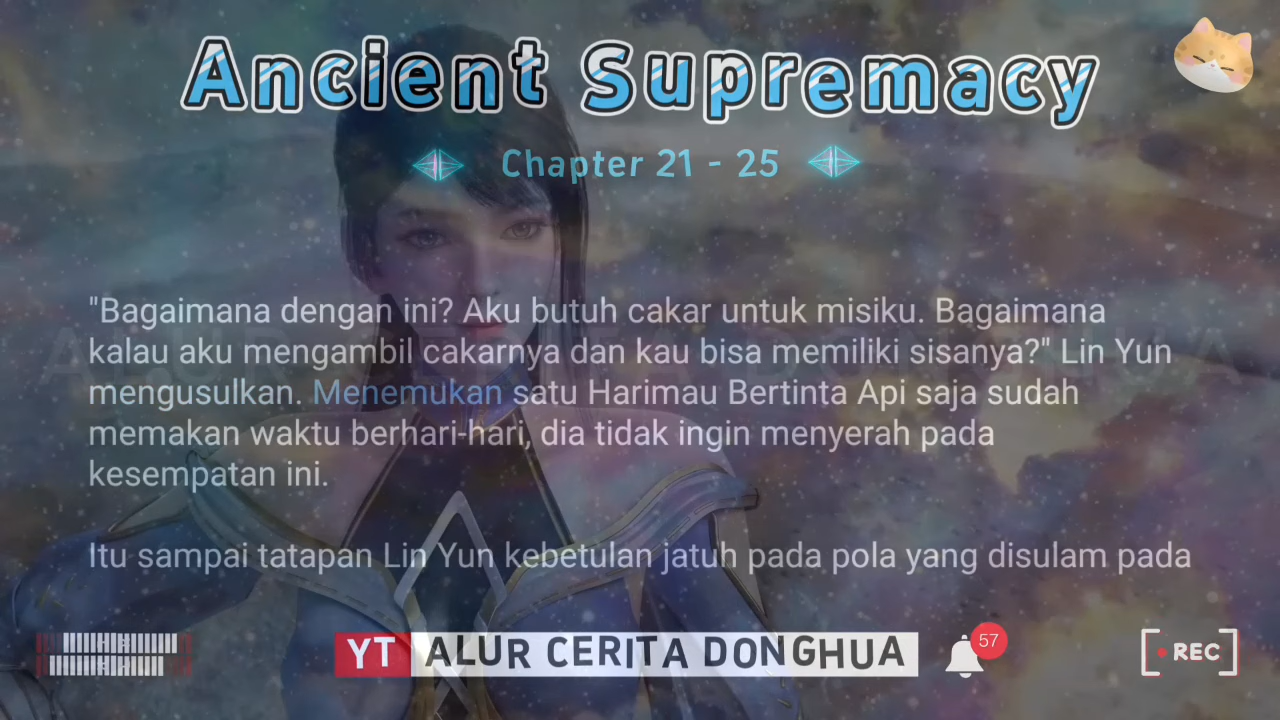 Ancient Supremacy
Chapter 21 - 25
"Bagaimana dengan ini? Aku butuh cakar untuk misiku. Bagaimana
kalau aku mengambil cakarnya dan kau bisa memiliki sisanya?" Lin Yun
mengusulkan. Menemukan satu Harimau Bertinta Api saja sudah
memakan waktu berhari-hari, dia tidak ingin menyerah pada
kesempatan ini.
Itu sampai tatapan Lin Yun kebetulan jatuh pada pola yang disulam pada
YT ALUR CERITA DONGHUA
57
REC